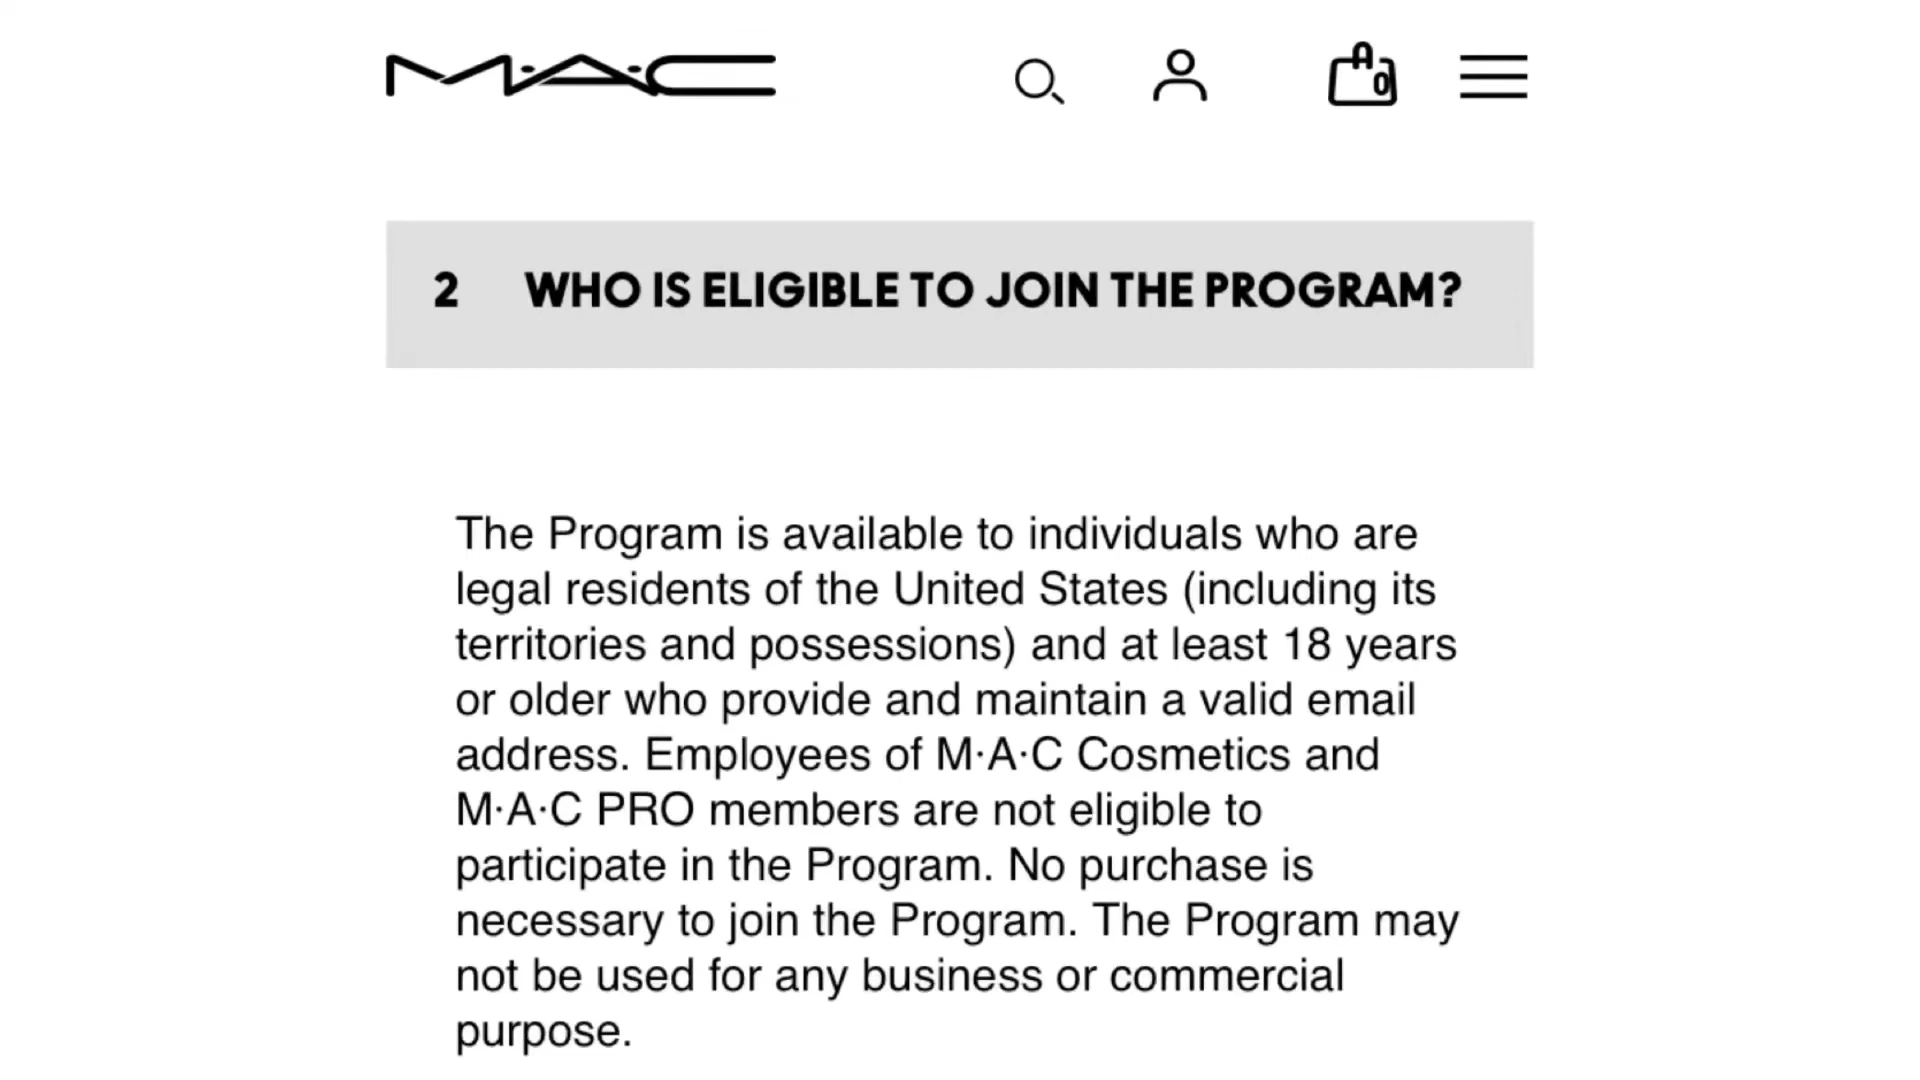 M·A·C
0
2 WHO IS ELIGIBLE TO JOIN THE PROGRAM?
The Program is available to individuals who are
legal residents of the United States (including its
territories and possessions) and at least 18 years
or older who provide and maintain a valid email
address. Employees of M·A·C Cosmetics and
M·A·C PRO members are not eligible to
participate in the Program. No purchase is
necessary to join the Program. The Program may
not be used for any business or commercial
purpose.